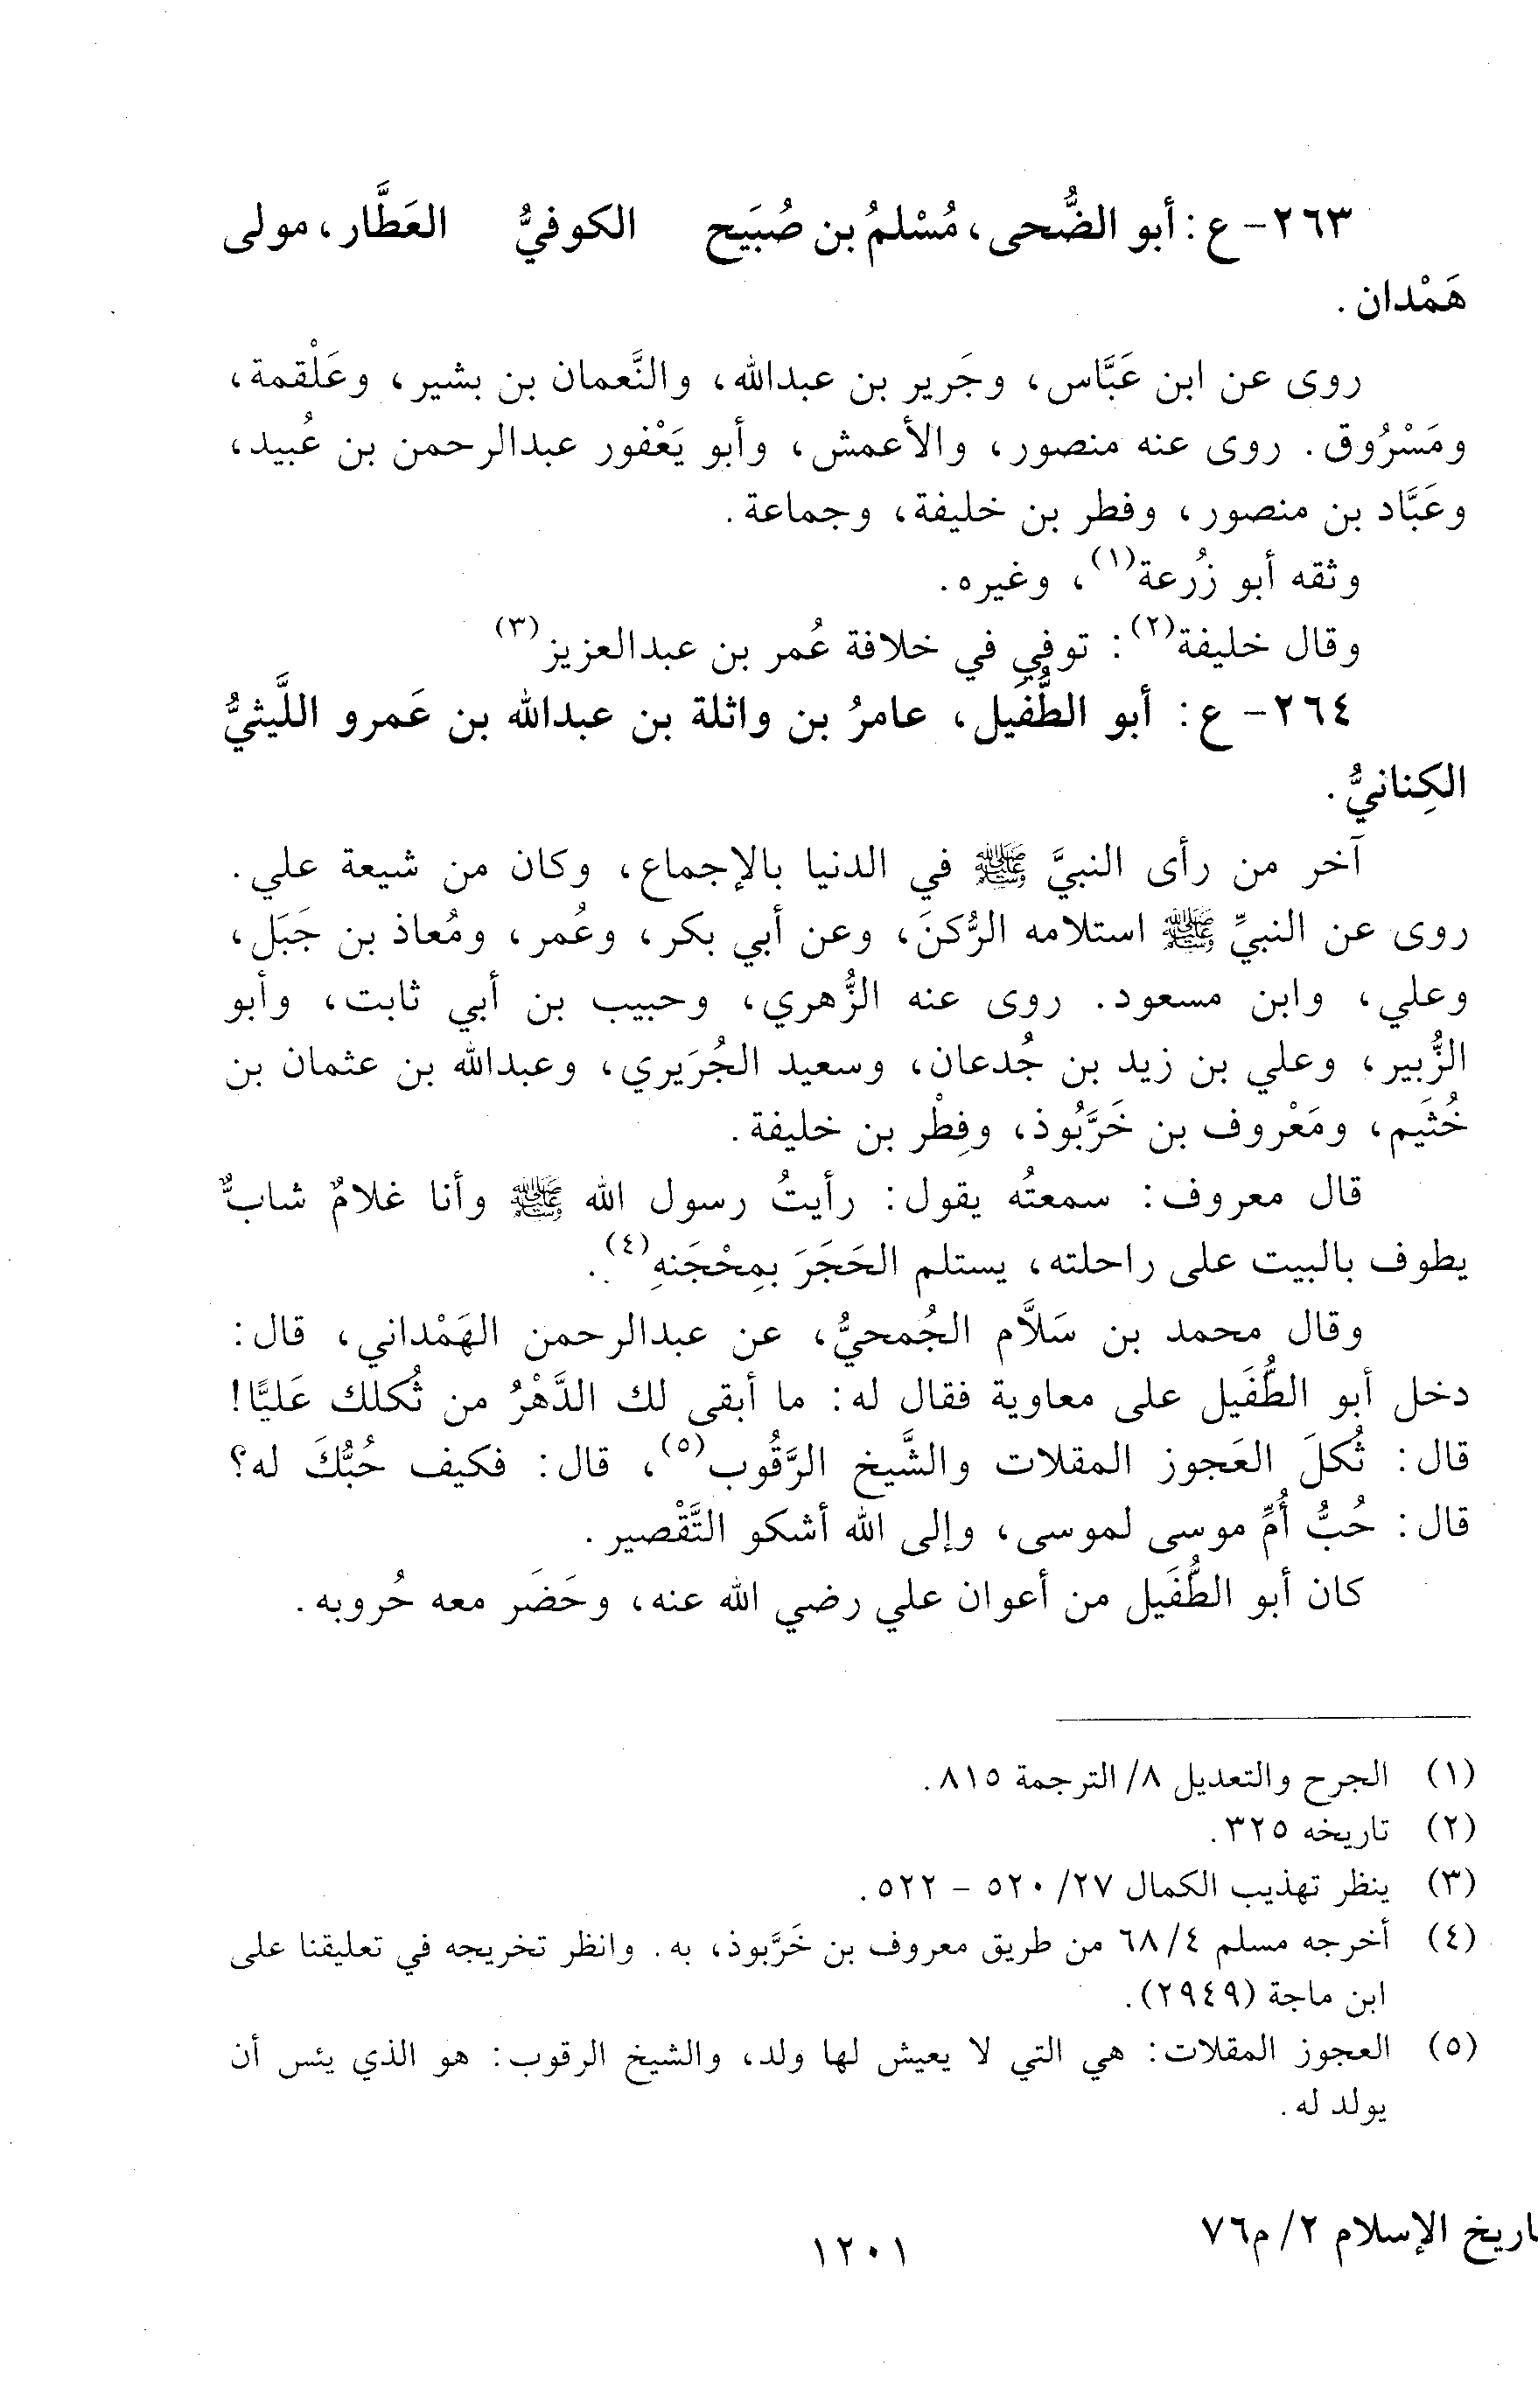 ٢٦٣- ع: أبو الضُّحى، مُسْلمُ بن صُبَيح الكوفيُّ العَطَّار، مولى
هَمْدان.
روى عن ابن عَبَّاس، وجَرير بن عبدالله، والنَّعمان بن بشير، وعَلْقمة،
ومَسْرُوق. روى عنه منصور، والأعمش، وأبو يَعْفور عبدالرحمن بن عُبيد،
وعَبَّاد بن منصور، وفطر بن خليفة، وجماعة.
وثقه أبو زُرعة(١)، وغيره.
وقال خليفة(٢): توفي في خلافة عُمر بن عبدالعزيز(٣)
٢٦٤- ع: أبو الطُّفَيل، عامرُ بن واثلة بن عبدالله بن عَمرو اللَّيثيُّ
الكِنانيُّ.
آخر من رأى النبيَّ ﷺ في الدنيا بالإجماع، وكان من شيعة علي.
روى عن النبيِّ ﷺ استلامه الرُّكنَ، وعن أبي بكر، وعُمر، ومُعاذ بن جَبَل،
وعلي، وابن مسعود. روى عنه الزُّهري، وحبيب بن أبي ثابت، وأبو
الزُّبير، وعلي بن زيد بن جُدعان، وسعيد الجُرَيري، وعبدالله بن عثمان بن
خُثَيم، ومَعْروف بن خَرَّبُوذ، وفِطْر بن خليفة.
قال معروف: سمعتُه يقول: رأيتُ رسول الله ﷺ وأنا غلامٌ شابٌّ
يطوف بالبيت على راحلته، يستلم الحَجَرَ بمِحْجَنهِ(٤).
وقال محمد بن سَلاَّم الجُمحيُّ، عن عبدالرحمن الهَمْداني، قال:
دخل أبو الطُّفَيل على معاوية فقال له: ما أبقى لك الدَّهْرُ من ثُكلك عَليًّا!
قال: ثُكلَ العَجوز المقلات والشَّيخ الرَّقُوب(٥)، قال: فكيف حُبُّكَ له؟
قال: حُبُّ أُمِّ موسى لموسى، وإلى الله أشكو التَّقْصير.
كان أبو الطُّفَيل من أعوان علي رضي الله عنه، وحَضَر معه حُروبه.
(١) الجرح والتعديل ٨/ الترجمة ٨١٥.
(٢) تاريخه ٣٢٥.
(٣) ينظر تهذيب الكمال ٢٧/ ٥٢٠ – ٥٢٢.
(٤) أخرجه مسلم ٤/ ٦٨ من طريق معروف بن خَرَّبوذ، به. وانظر تخريجه في تعليقنا على
ابن ماجة (٢٩٤٩).
(٥) العجوز المقلات: هي التي لا يعيش لها ولد، والشيخ الرقوب: هو الذي يئس أن
يولد له.
اريخ الإسلام ٢/ م٧٦
١٢٠١